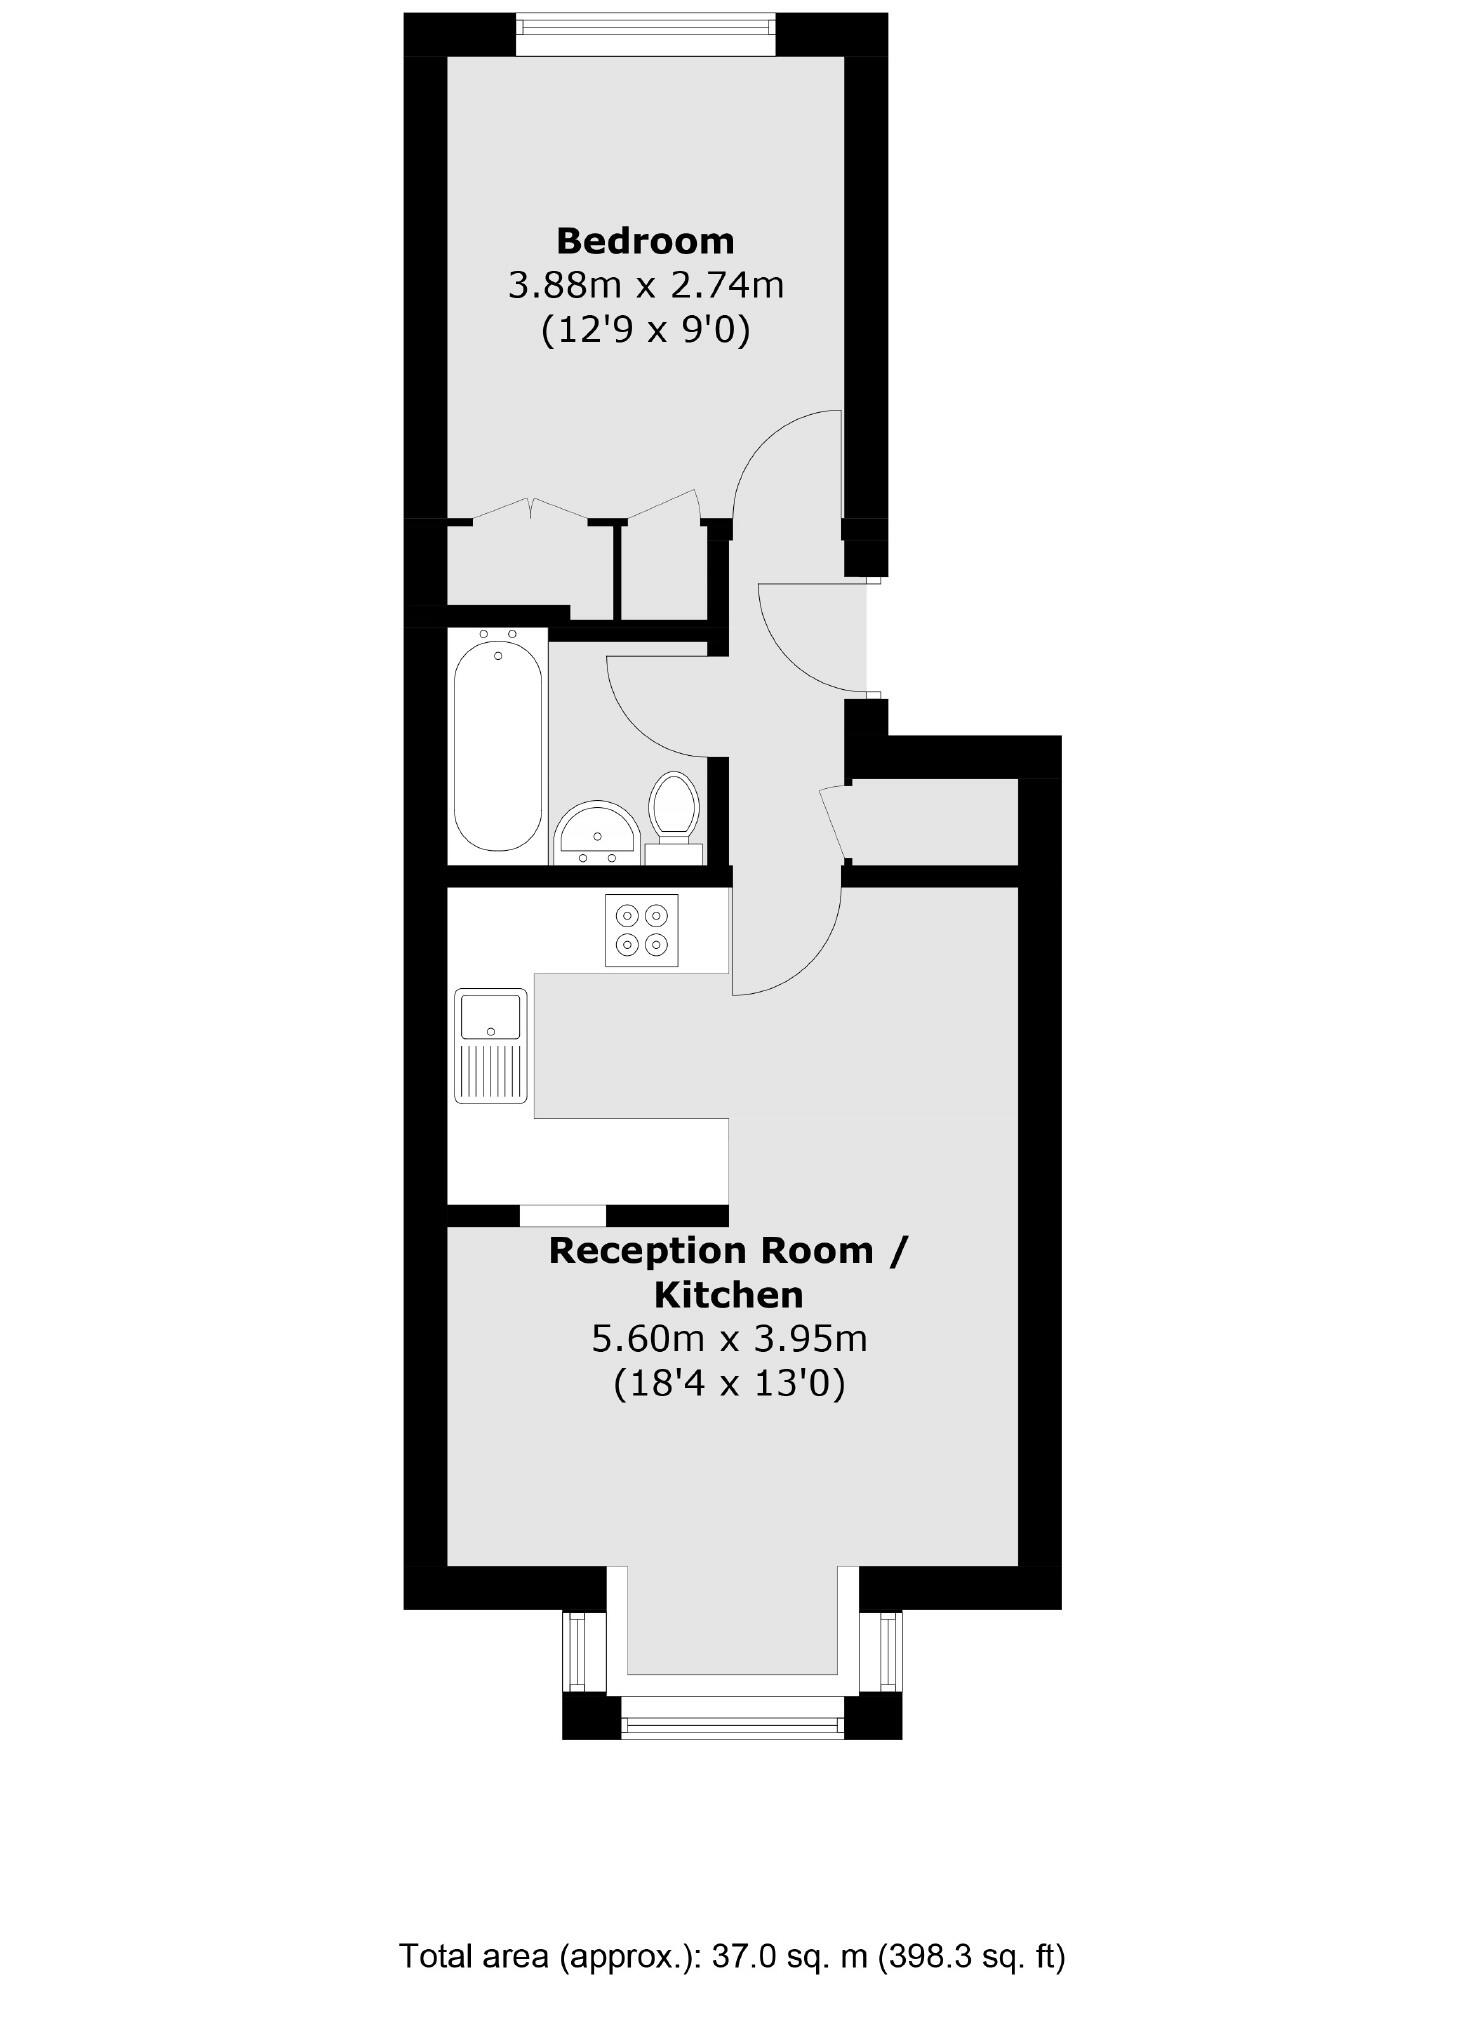 Bedroom
3.88m x 2.74m
(12'9 x 9'0)
Reception Room /
Kitchen
5.60m x 3.95m
(18'4 x 13'0)
Total area (approx.): 37.0 sq. m (398.3 sq. ft)